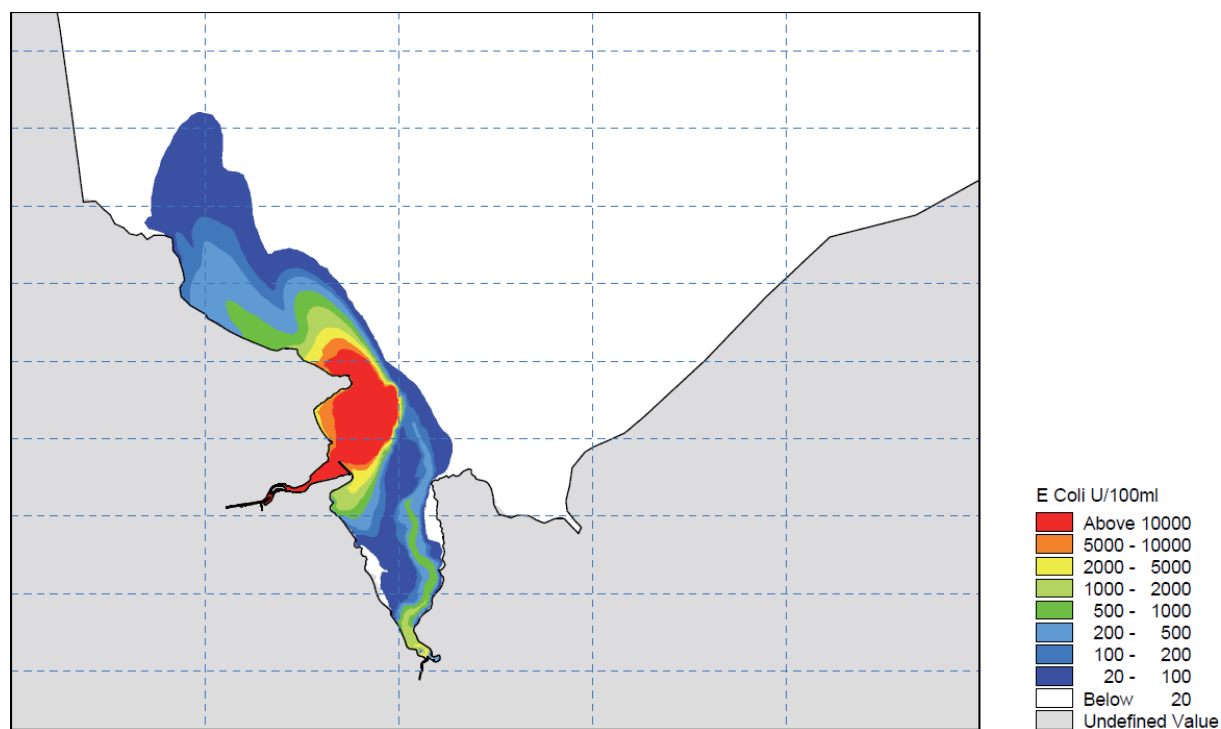 E Coli U/100ml
Above 10000
5000 - 10000
2000 - 5000
1000 - 2000
500 - 1000
200 - 500
100 - 200
20 - 100
Below 20
Undefined Value